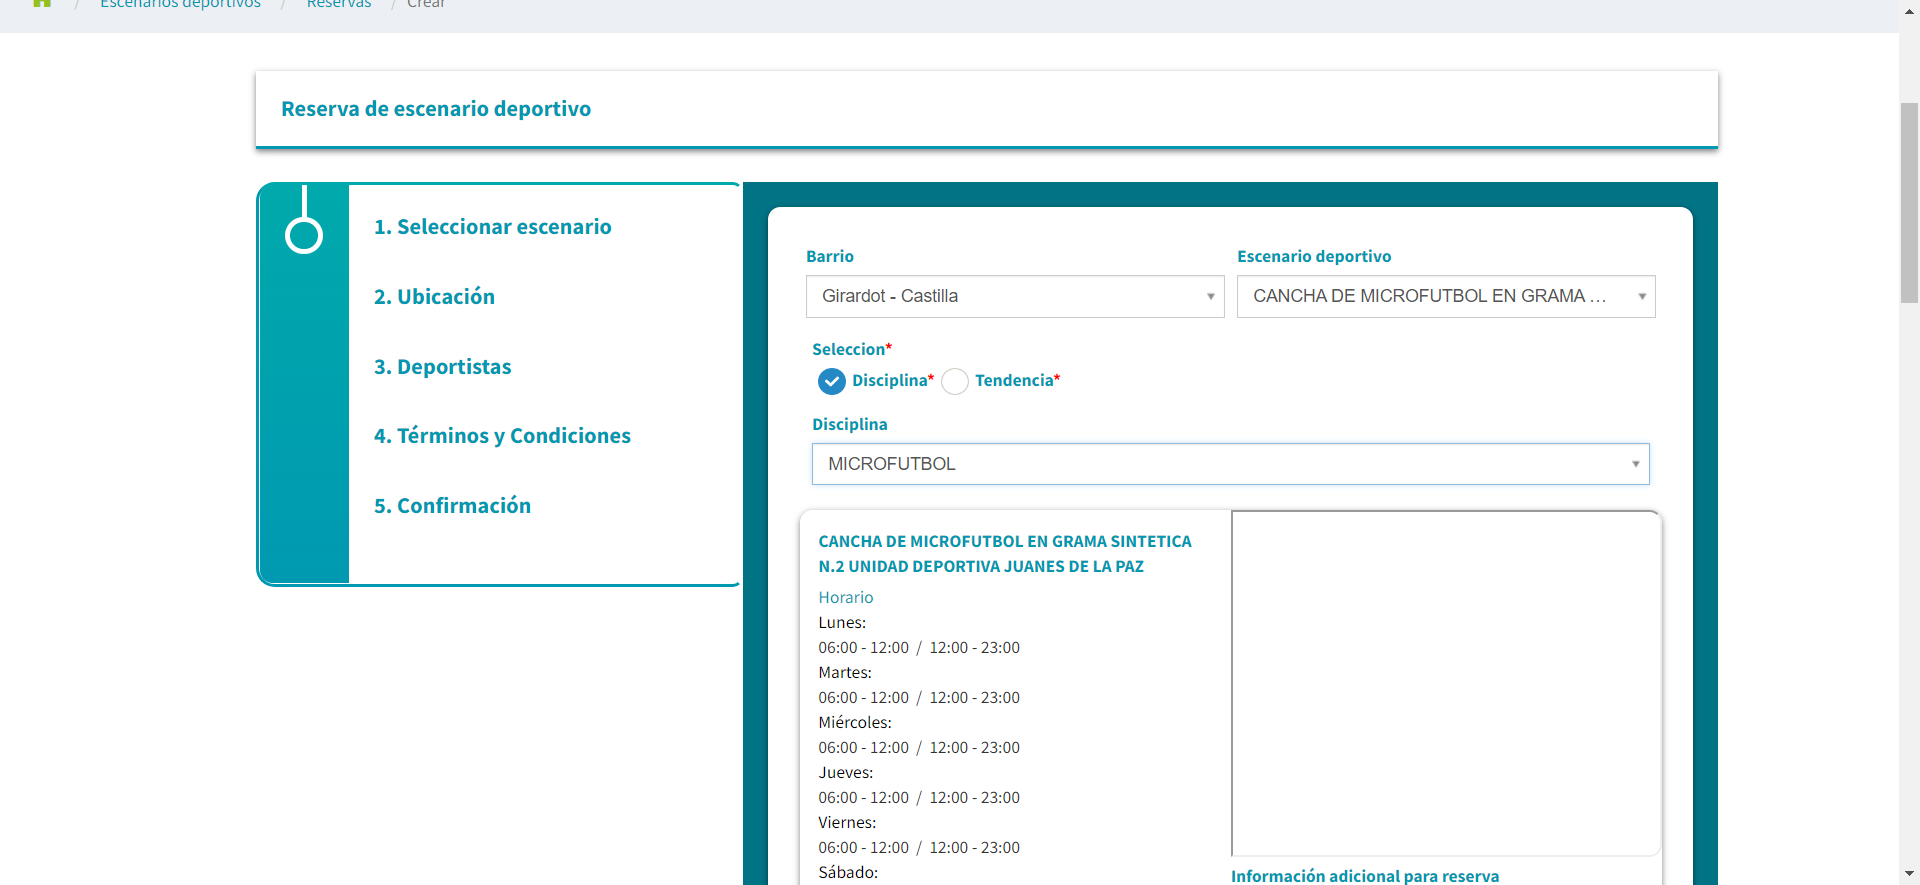 / Escenarios deportivos / Reservas / Crear
Reserva de escenario deportivo
1. Seleccionar escenario
2. Ubicación
3. Deportistas
4. Términos y Condiciones
5. Confirmación
Barrio
Escenario deportivo
Girardot - Castilla
CANCHA DE MICROFUTBOL EN GRAMA ...
Seleccion*
Disciplina* Tendencia*
Disciplina
MICROFUTBOL
CANCHA DE MICROFUTBOL EN GRAMA SINTETICA
N.2 UNIDAD DEPORTIVA JUANES DE LA PAZ
Horario
Lunes:
06:00 - 12:00 / 12:00 - 23:00
Martes:
06:00 - 12:00 / 12:00 - 23:00
Miércoles:
06:00 - 12:00 / 12:00 - 23:00
Jueves:
06:00 - 12:00 / 12:00 - 23:00
Viernes:
06:00 - 12:00 / 12:00 - 23:00
Sábado:
Información adicional para reserva